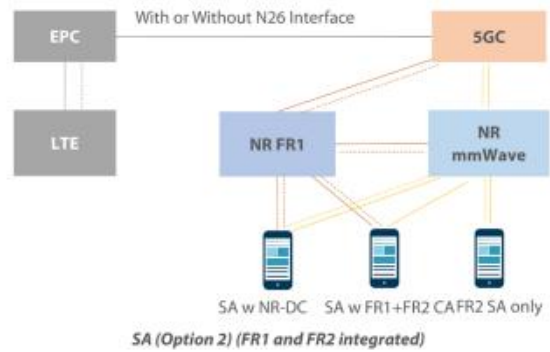 With or Without N26 Interface
EPC
5GC
LTE
NR FR1
NR
mmWave
SA w NR-DC
SA w FR1+FR2 CA
FR2 SA only
SA (Option 2) (FR1 and FR2 integrated)